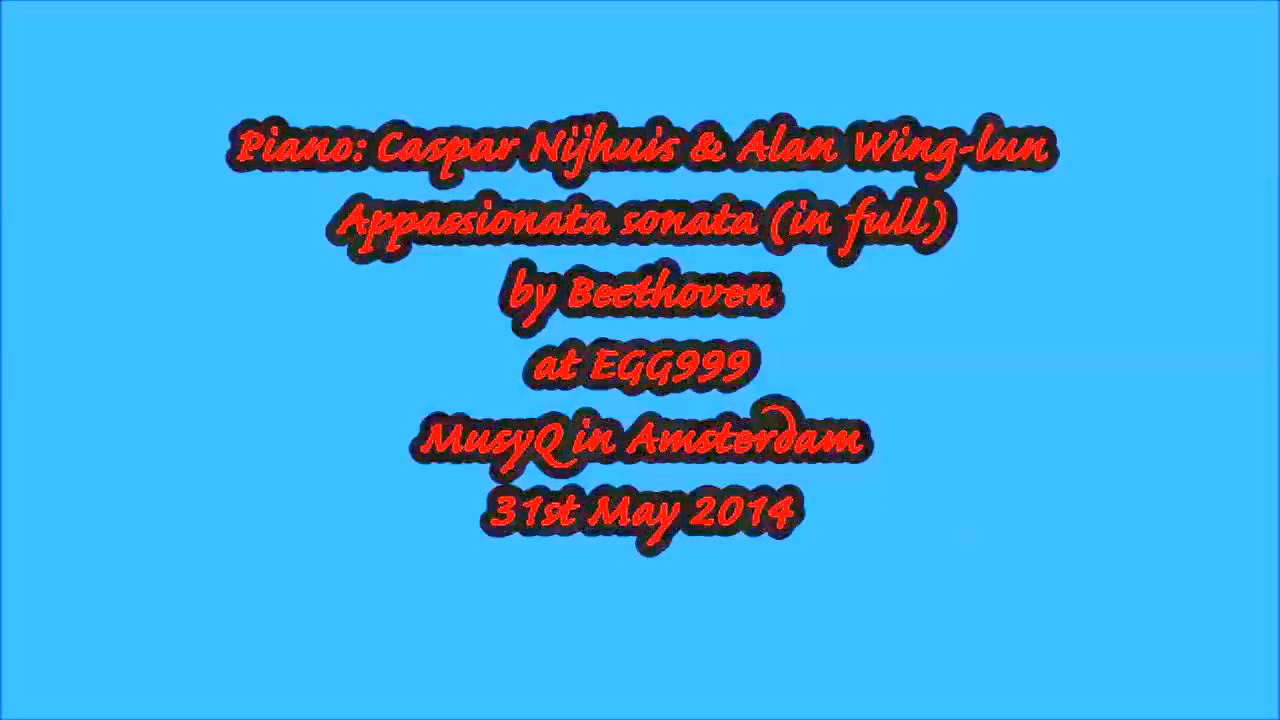 Piano: Caspar Nijhuis & Alan Wing-lun
Appassionata sonata (in full)
by Beethoven
at EGG999
MusyQ in Amsterdam
31st May 2014